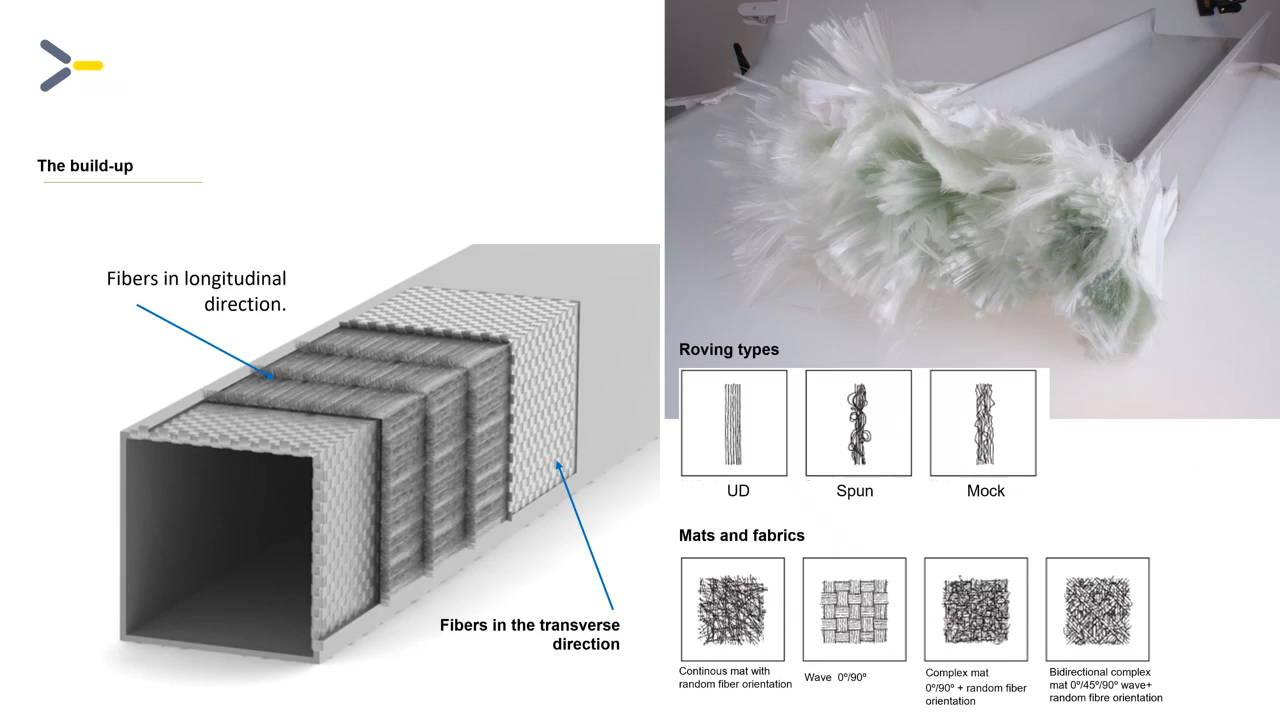 The build-up
Fibers in longitudinal
direction.
Fibers in the transverse
direction
Roving types
UD
Spun
Mock
Mats and fabrics
Continous mat with
random fiber orientation
Wave 0º/90º
Complex mat
0º/90º + random fiber
orientation
Bidirectional complex
mat 0º/45º/90º wave+
random fibre orientation